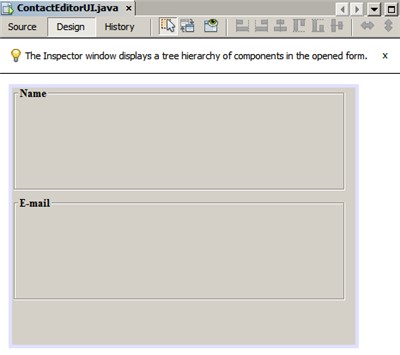 ContactEditorUI.java x
Source Design History
The Inspector window displays a tree hierarchy of components in the opened form. x
Name
E-mail